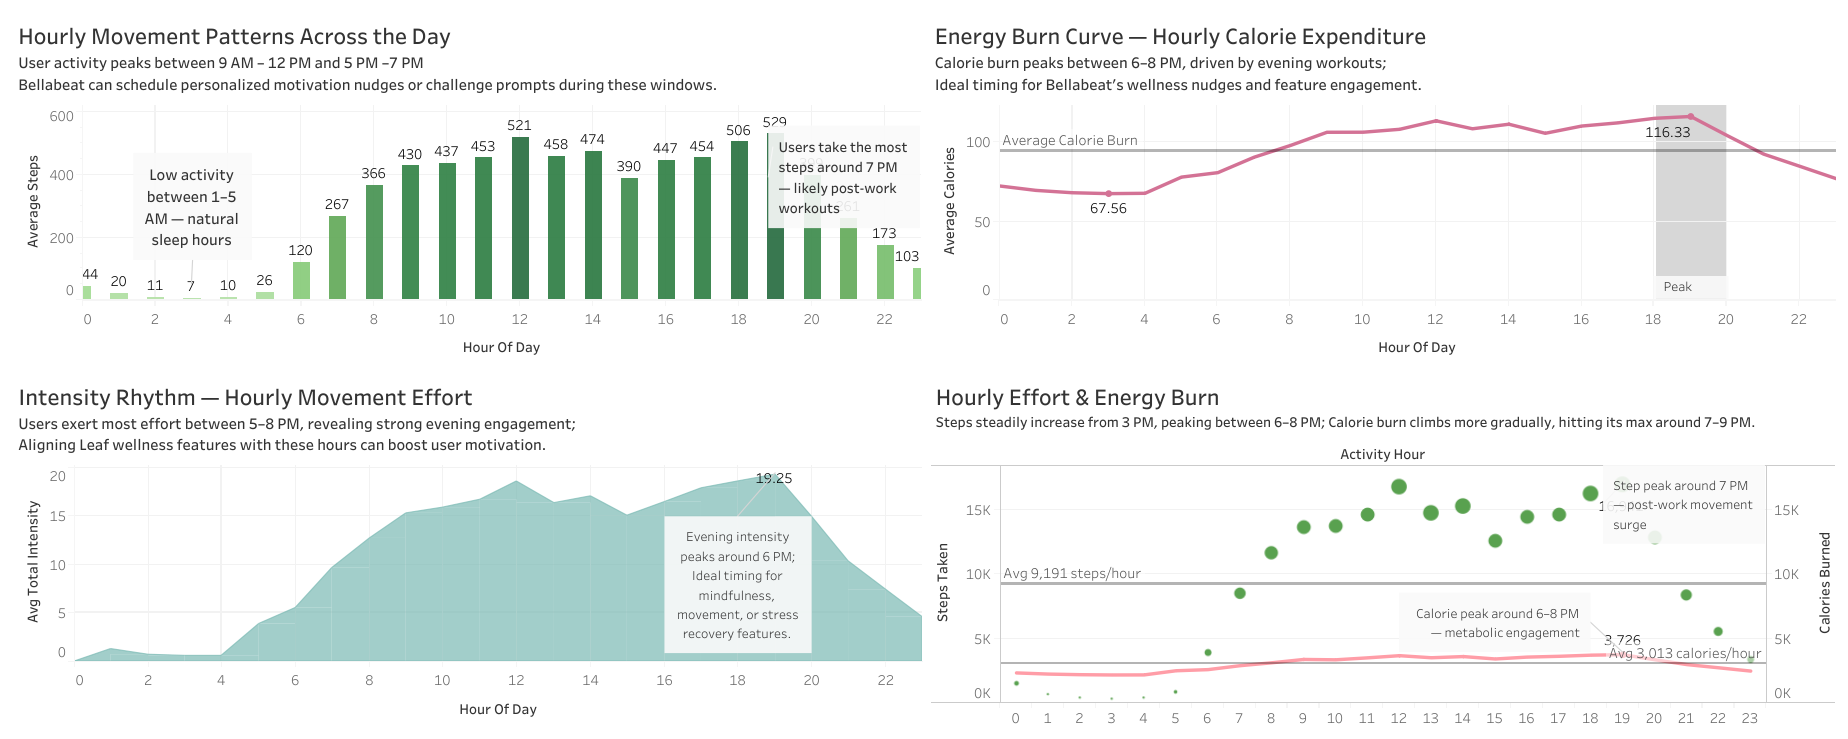 Hourly Movement Patterns Across the Day
User activity peaks between 9 AM – 12 PM and 5 PM –7 PM
Bellabeat can schedule personalized motivation nudges or challenge prompts during these windows.
600
400
200
0
Average Steps
44
20
11
7
10
26
120
267
366
430
437
453
521
458
474
390
447
454
506
529
261
173
103
Low activity
between 1–5
AM — natural
sleep hours
Users take the most
steps around 7 PM
— likely post-work
workouts
0 2 4 6 8 10 12 14 16 18 20 22
Hour Of Day
Energy Burn Curve — Hourly Calorie Expenditure
Calorie burn peaks between 6–8 PM, driven by evening workouts;
Ideal timing for Bellabeat's wellness nudges and feature engagement.
100
50
0
Average Calories
Average Calorie Burn
67.56
116.33
Peak
0 2 4 6 8 10 12 14 16 18 20 22
Hour Of Day
Intensity Rhythm — Hourly Movement Effort
Users exert most effort between 5–8 PM, revealing strong evening engagement;
Aligning Leaf wellness features with these hours can boost user motivation.
20
15
10
5
0
Avg Total Intensity
19.25
Evening intensity
peaks around 6 PM;
Ideal timing for
mindfulness,
movement, or stress
recovery features.
0 2 4 6 8 10 12 14 16 18 20 22
Hour Of Day
Hourly Effort & Energy Burn
Steps steadily increase from 3 PM, peaking between 6–8 PM; Calorie burn climbs more gradually, hitting its max around 7–9 PM.
Activity Hour
15K
10K
5K
0K
Steps Taken
Avg 9,191 steps/hour
Step peak around 7 PM
— post-work movement
surge
Calorie peak around 6–8 PM
— metabolic engagement
3,726
Avg 3,013 calories/hour
15K
10K
5K
0K
Calories Burned
0 1 2 3 4 5 6 7 8 9 10 11 12 13 14 15 16 17 18 19 20 21 22 23